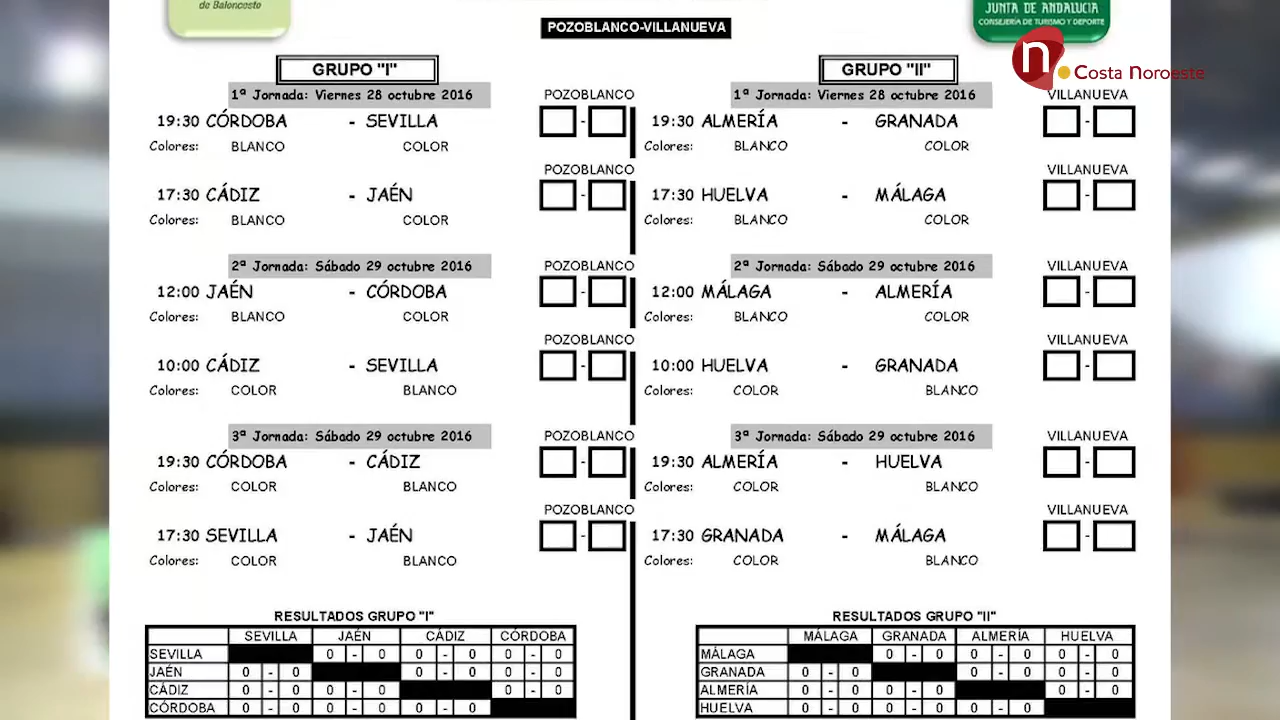 de Baloncesto
JUNTA DE ANDALUCIA
CONSEJERÍA DE TURISMO Y DEPORTE
POZOBLANCO-VILLANUEVA
n Costa Noroeste
GRUPO "I"
1ª Jornada: Viernes 28 octubre 2016 POZOBLANCO
19:30 CÓRDOBA - SEVILLA -
Colores: BLANCO COLOR
POZOBLANCO
17:30 CÁDIZ - JAÉN -
Colores: BLANCO COLOR
2ª Jornada: Sábado 29 octubre 2016 POZOBLANCO
12:00 JAÉN - CÓRDOBA -
Colores: BLANCO COLOR
POZOBLANCO
10:00 CÁDIZ - SEVILLA -
Colores: COLOR BLANCO
3ª Jornada: Sábado 29 octubre 2016 POZOBLANCO
19:30 CÓRDOBA - CÁDIZ -
Colores: COLOR BLANCO
POZOBLANCO
17:30 SEVILLA - JAÉN -
Colores: COLOR BLANCO
RESULTADOS GRUPO "I"
SEVILLA JAÉN CÁDIZ CÓRDOBA
SEVILLA 0 - 0 0 - 0 0 - 0
JAÉN 0 - 0 0 - 0 0 - 0
CÁDIZ 0 - 0 0 - 0 0 - 0
CÓRDOBA 0 - 0 0 - 0 0 - 0
GRUPO "II"
1ª Jornada: Viernes 28 octubre 2016 VILLANUEVA
19:30 ALMERÍA - GRANADA -
Colores: BLANCO COLOR
VILLANUEVA
17:30 HUELVA - MÁLAGA -
Colores: BLANCO COLOR
2ª Jornada: Sábado 29 octubre 2016 VILLANUEVA
12:00 MÁLAGA - ALMERÍA -
Colores: BLANCO COLOR
VILLANUEVA
10:00 HUELVA - GRANADA -
Colores: COLOR BLANCO
3ª Jornada: Sábado 29 octubre 2016 VILLANUEVA
19:30 ALMERÍA - HUELVA -
Colores: COLOR BLANCO
VILLANUEVA
17:30 GRANADA - MÁLAGA -
Colores: COLOR BLANCO
RESULTADOS GRUPO "II"
MÁLAGA GRANADA ALMERÍA HUELVA
MÁLAGA 0 - 0 0 - 0 0 - 0
GRANADA 0 - 0 0 - 0 0 - 0
ALMERÍA 0 - 0 0 - 0 0 - 0
HUELVA 0 - 0 0 - 0 0 - 0